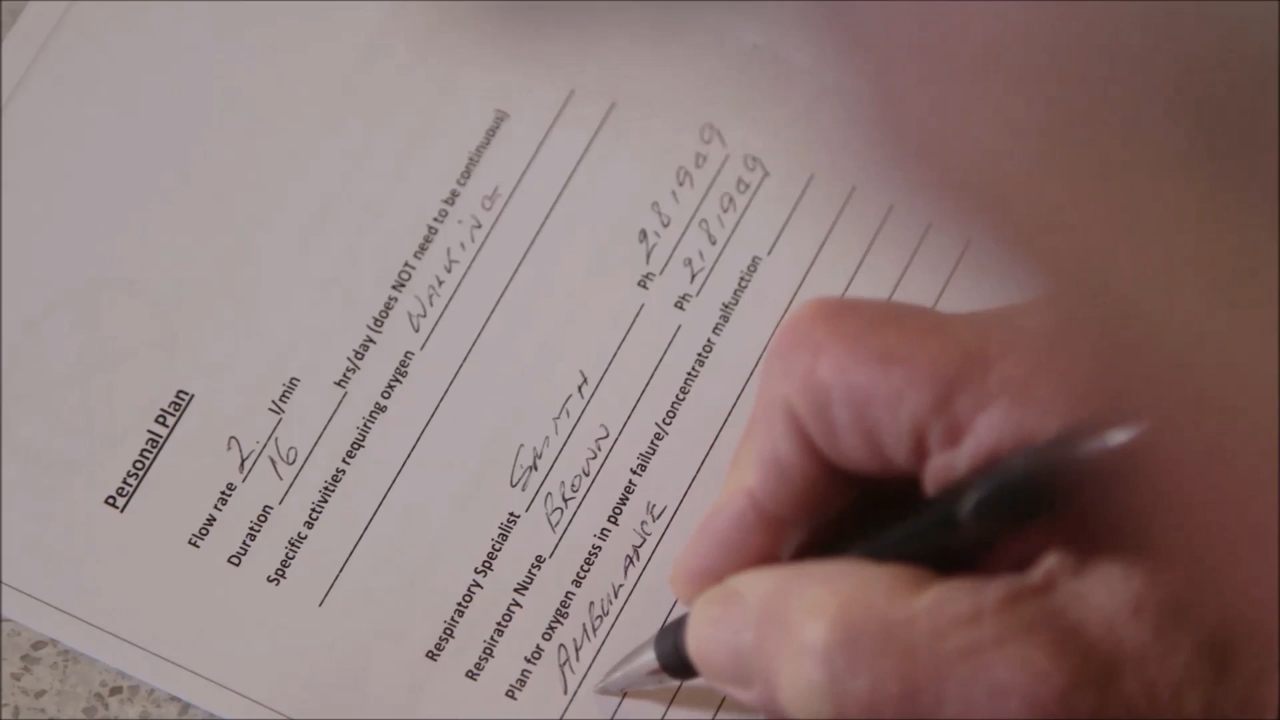 Personal Plan
Flow rate 2 l/min
Duration 16 hrs/day (does NOT need to be continuous)
Specific activities requiring oxygen WALKING
Respiratory Specialist SMITH Ph 2818909
Respiratory Nurse BROWN Ph 2818909
Plan for oxygen access in power failure/concentrator malfunction
AMBULANCE